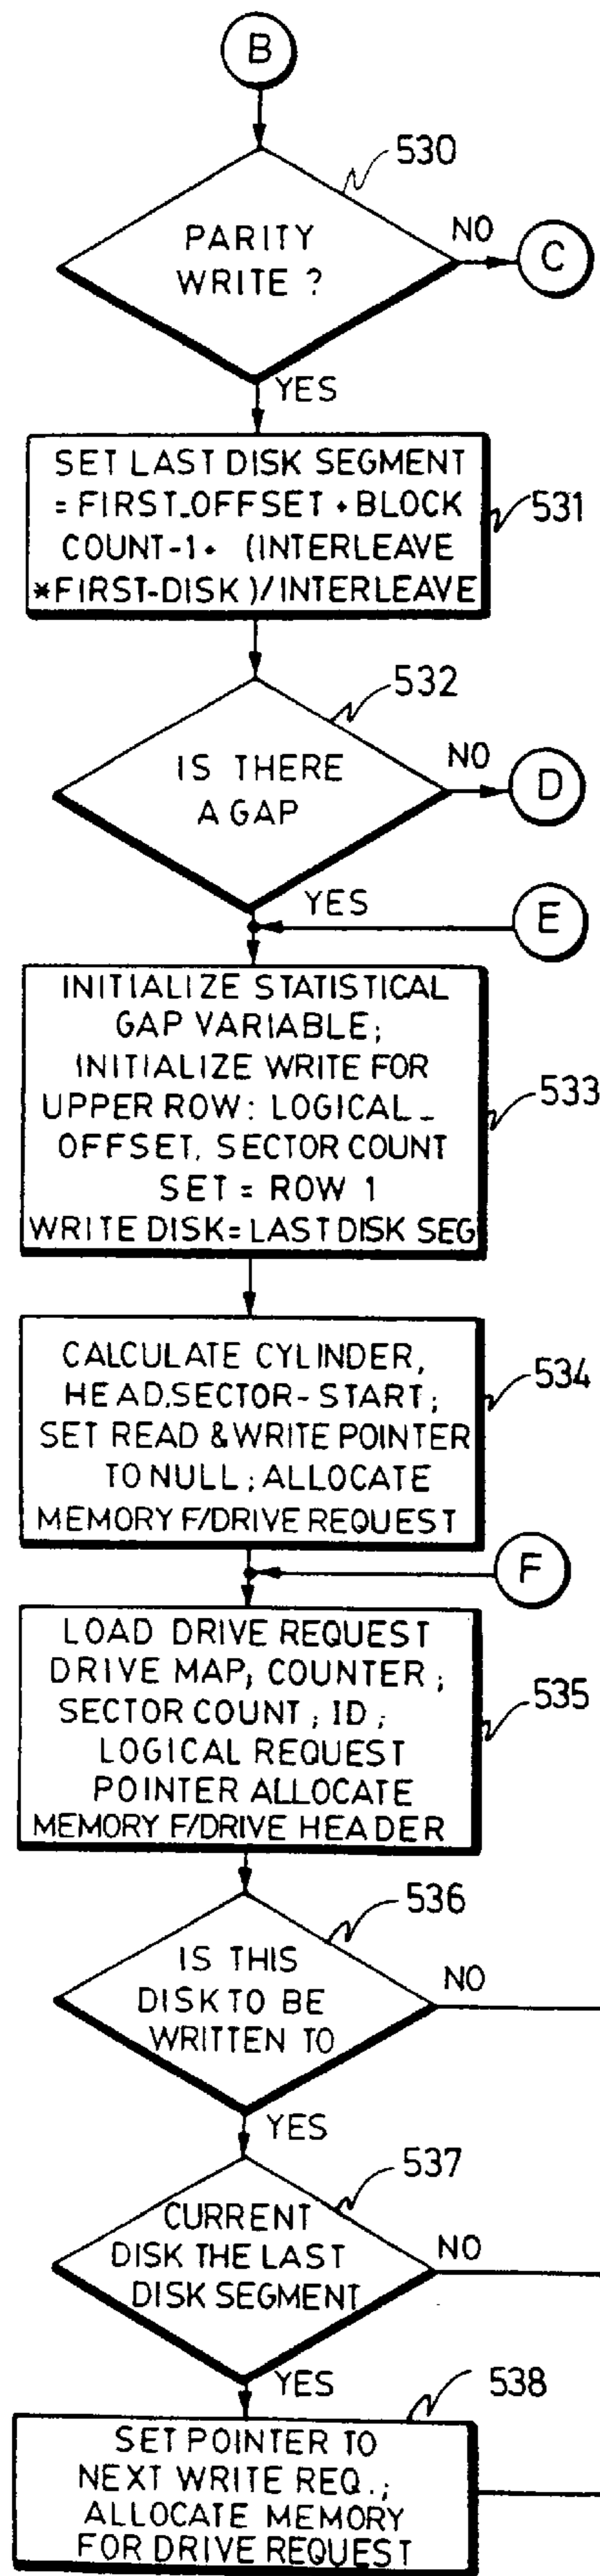 B
530
PARITY
WRITE ?
NO
C
YES
SET LAST DISK SEGMENT
= FIRST_OFFSET + BLOCK
COUNT-1 + (INTERLEAVE
*FIRST-DISK)/INTERLEAVE
531
532
IS THERE
A GAP
NO
D
YES
E
INITIALIZE STATISTICAL
GAP VARIABLE;
INITIALIZE WRITE FOR
UPPER ROW: LOGICAL_
OFFSET, SECTOR COUNT
SET = ROW 1
WRITE DISK=LAST DISK SEG
533
CALCULATE CYLINDER,
HEAD,SECTOR-START;
SET READ & WRITE POINTER
TO NULL; ALLOCATE
MEMORY F/DRIVE REQUEST
534
F
LOAD DRIVE REQUEST
DRIVE MAP, COUNTER;
SECTOR COUNT; ID;
LOGICAL REQUEST
POINTER ALLOCATE
MEMORY F/DRIVE HEADER
535
536
IS THIS
DISK TO BE
WRITTEN TO
NO
YES
537
CURRENT
DISK THE LAST
DISK SEGMENT
NO
YES
538
SET POINTER TO
NEXT WRITE REQ.;
ALLOCATE MEMORY
FOR DRIVE REQUEST